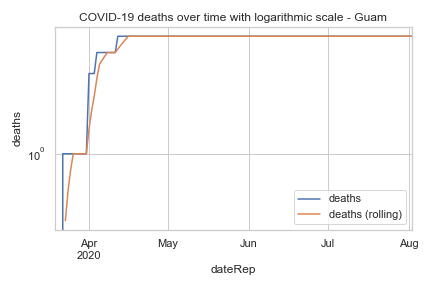 COVID-19 deaths over time with logarithmic scale - Guam
deaths
10⁰
deaths
deaths (rolling)
Apr May Jun Jul Aug
2020
dateRep